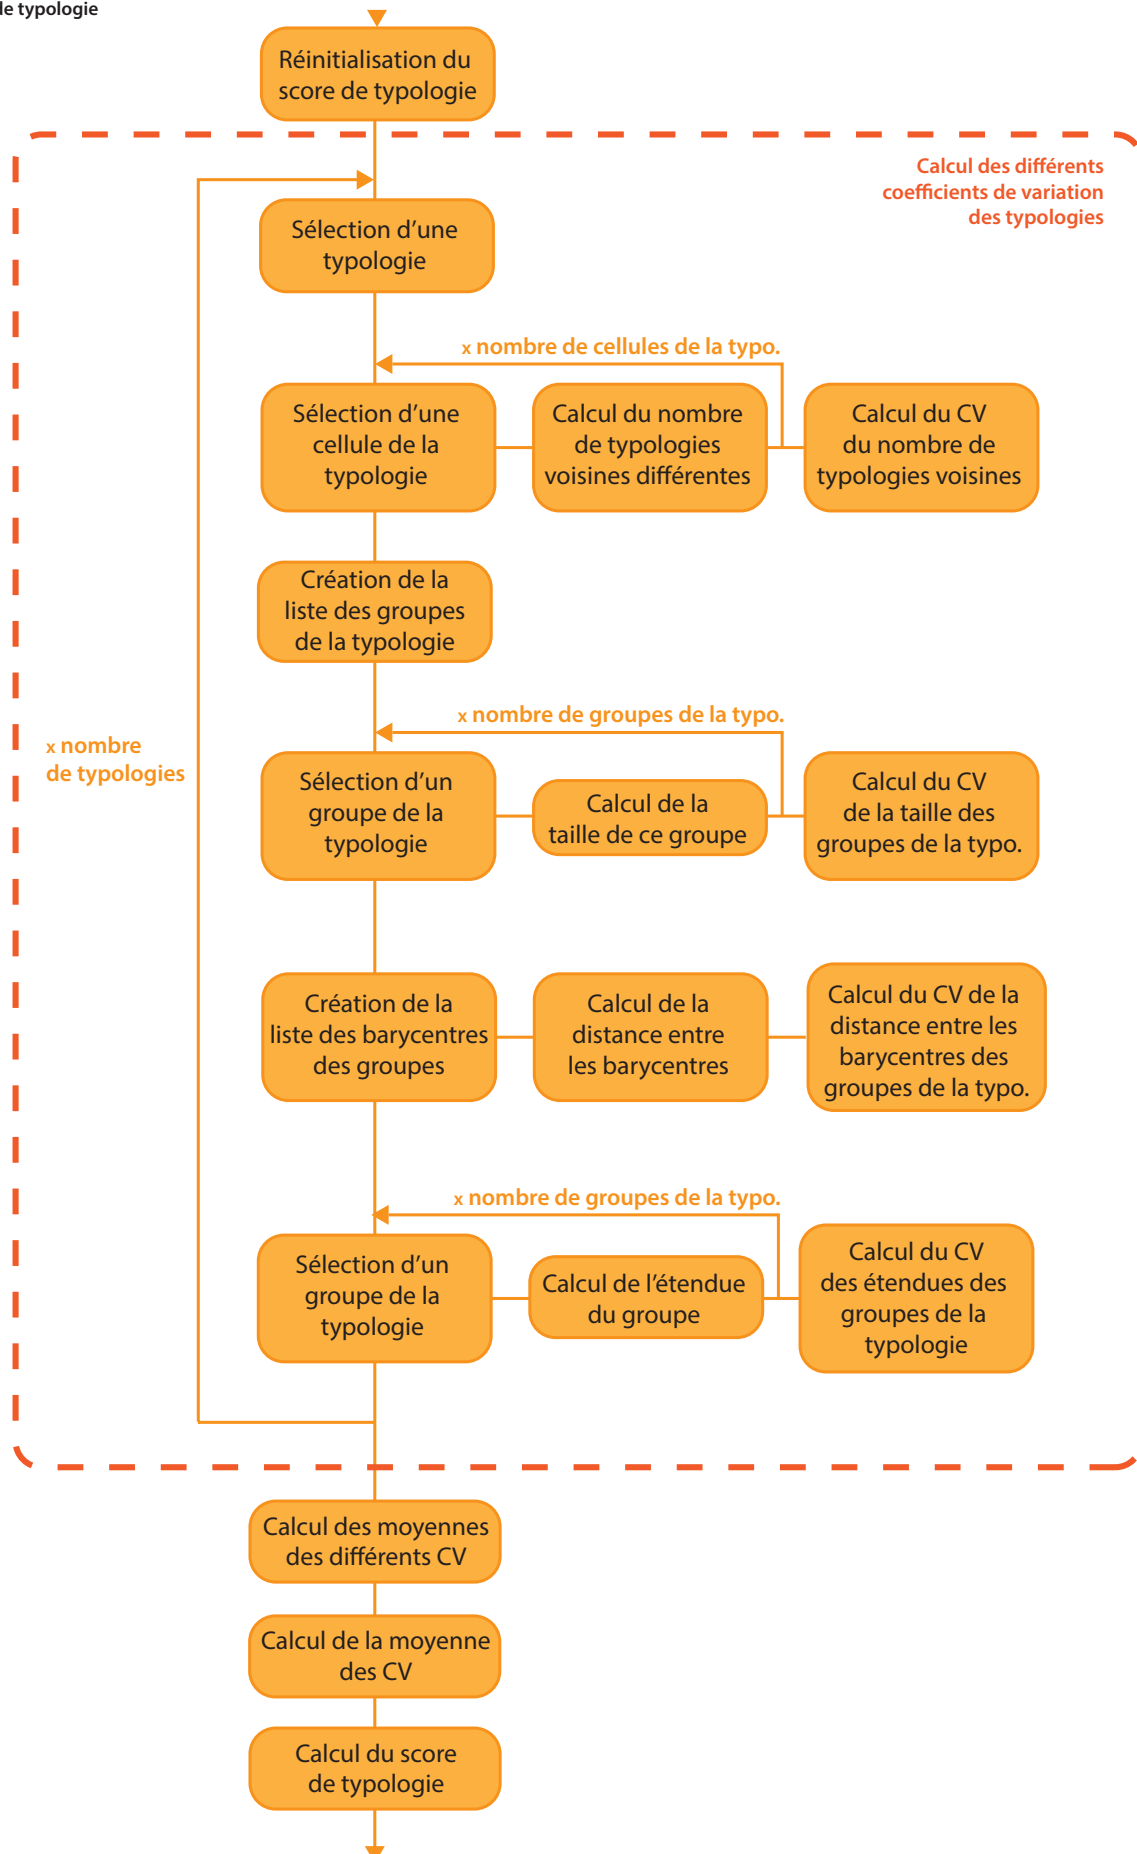 de typologie
Réinitialisation du
score de typologie
Calcul des différents
coefficients de variation
des typologies
Sélection d’une
typologie
x nombre de cellules de la typo.
Sélection d’une
cellule de la
typologie
Calcul du nombre
de typologies
voisines différentes
Calcul du CV
du nombre de
typologies voisines
Création de la
liste des groupes
de la typologie
x nombre de groupes de la typo.
x nombre
de typologies
Sélection d’un
groupe de la
typologie
Calcul de la
taille de ce groupe
Calcul du CV
de la taille des
groupes de la typo.
Création de la
liste des barycentres
des groupes
Calcul de la
distance entre
les barycentres
Calcul du CV de la
distance entre les
barycentres des
groupes de la typo.
x nombre de groupes de la typo.
Sélection d’un
groupe de la
typologie
Calcul de l’étendue
du groupe
Calcul du CV
des étendues des
groupes de la
typologie
Calcul des moyennes
des différents CV
Calcul de la moyenne
des CV
Calcul du score
de typologie